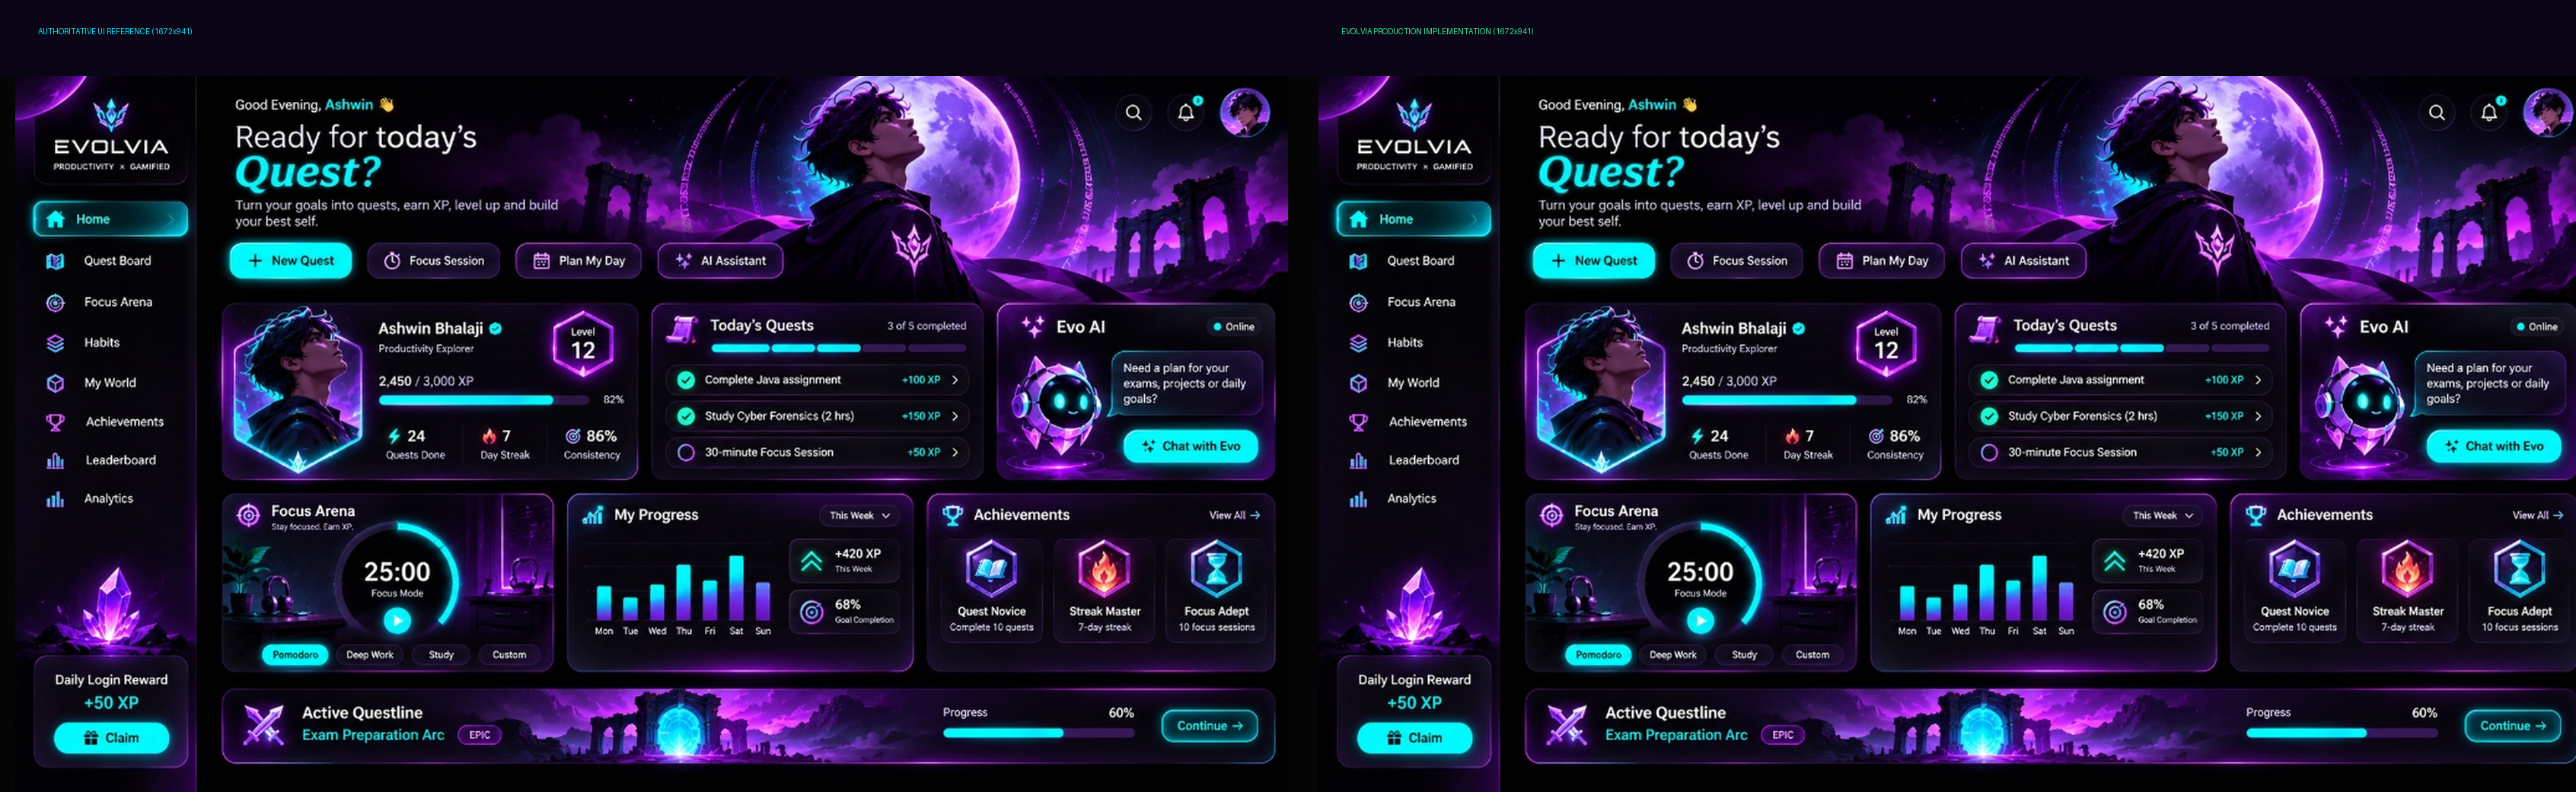 AUTHORITATIVE UI REFERENCE (1672x941)
EVOLVIA
PRODUCTIVITY × GAMIFIED
Home
Quest Board
Focus Arena
Habits
My World
Achievements
Leaderboard
Analytics
Daily Login Reward
+50 XP
Claim
Good Evening, Ashwin 👋
Ready for today's
Quest?
Turn your goals into quests, earn XP, level up and build
your best self.
New Quest
Focus Session
Plan My Day
AI Assistant
Ashwin Bhalaji
Productivity Explorer
Level
12
2,450 / 3,000 XP
82%
24
Quests Done
7
Day Streak
86%
Consistency
Today's Quests
3 of 5 completed
Complete Java assignment +100 XP
Study Cyber Forensics (2 hrs) +150 XP
30-minute Focus Session +50 XP
Evo AI
Online
Need a plan for your
exams, projects or daily
goals?
Chat with Evo
Focus Arena
Stay focused. Earn XP.
25:00
Focus Mode
Pomodoro
Deep Work
Study
Custom
My Progress
This Week
Mon Tue Wed Thu Fri Sat Sun
+420 XP
This Week
68%
Goal Completion
Achievements
View All →
Quest Novice
Complete 10 quests
Streak Master
7-day streak
Focus Adept
10 focus sessions
Active Questline
Exam Preparation Arc EPIC
Progress 60%
Continue →
EVOLVIA PRODUCTION IMPLEMENTATION (1672x941)
EVOLVIA
PRODUCTIVITY × GAMIFIED
Home
Quest Board
Focus Arena
Habits
My World
Achievements
Leaderboard
Analytics
Daily Login Reward
+50 XP
Claim
Good Evening, Ashwin 👋
Ready for today's
Quest?
Turn your goals into quests, earn XP, level up and build
your best self.
New Quest
Focus Session
Plan My Day
AI Assistant
Ashwin Bhalaji
Productivity Explorer
Level
12
2,450 / 3,000 XP
82%
24
Quests Done
7
Day Streak
86%
Consistency
Today's Quests
3 of 5 completed
Complete Java assignment +100 XP
Study Cyber Forensics (2 hrs) +150 XP
30-minute Focus Session +50 XP
Evo AI
Online
Need a plan for your
exams, projects or daily
goals?
Chat with Evo
Focus Arena
Stay focused. Earn XP.
25:00
Focus Mode
Pomodoro
Deep Work
Study
Custom
My Progress
This Week
Mon Tue Wed Thu Fri Sat Sun
+420 XP
This Week
68%
Goal Completion
Achievements
View All →
Quest Novice
Complete 10 quests
Streak Master
7-day streak
Focus Adept
10 focus sessions
Active Questline
Exam Preparation Arc EPIC
Progress 60%
Continue →